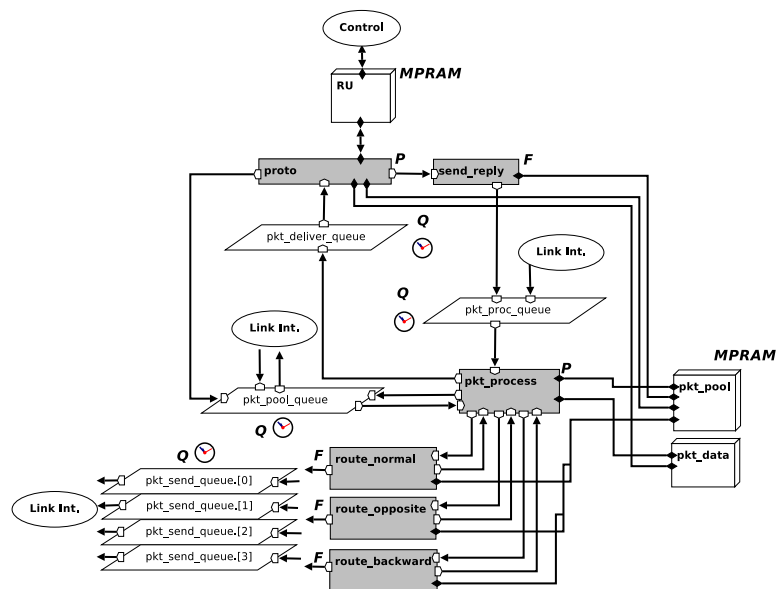 Control
MPRAM
RU
proto
P
send_reply
F
pkt_deliver_queue
Q
Link Int.
Q
pkt_proc_queue
Link Int.
MPRAM
P
pkt_process
pkt_pool
pkt_pool_queue
Q
Q
F
route_normal
pkt_data
pkt_send_queue.[0]
Link Int.
pkt_send_queue.[1]
F
route_opposite
pkt_send_queue.[2]
pkt_send_queue.[3]
F
route_backward